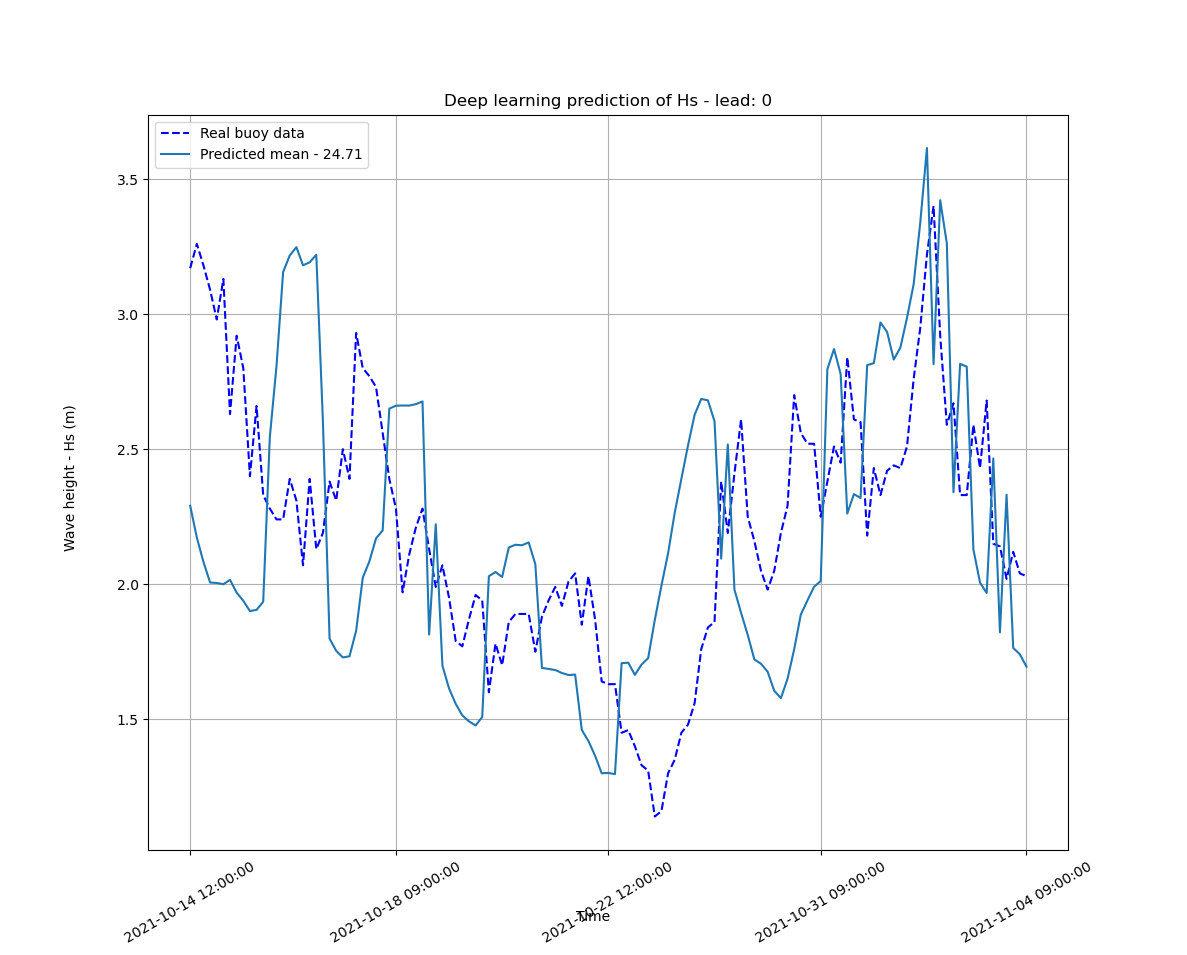 Deep learning prediction of Hs - lead: 0
Real buoy data
Predicted mean - 24.71
3.5
3.0
2.5
2.0
1.5
Wave height - Hs (m)
2021-10-14 12:00:00
2021-10-18 09:00:00
2021-10-22 12:00:00
2021-10-31 09:00:00
2021-11-04 09:00:00
Time